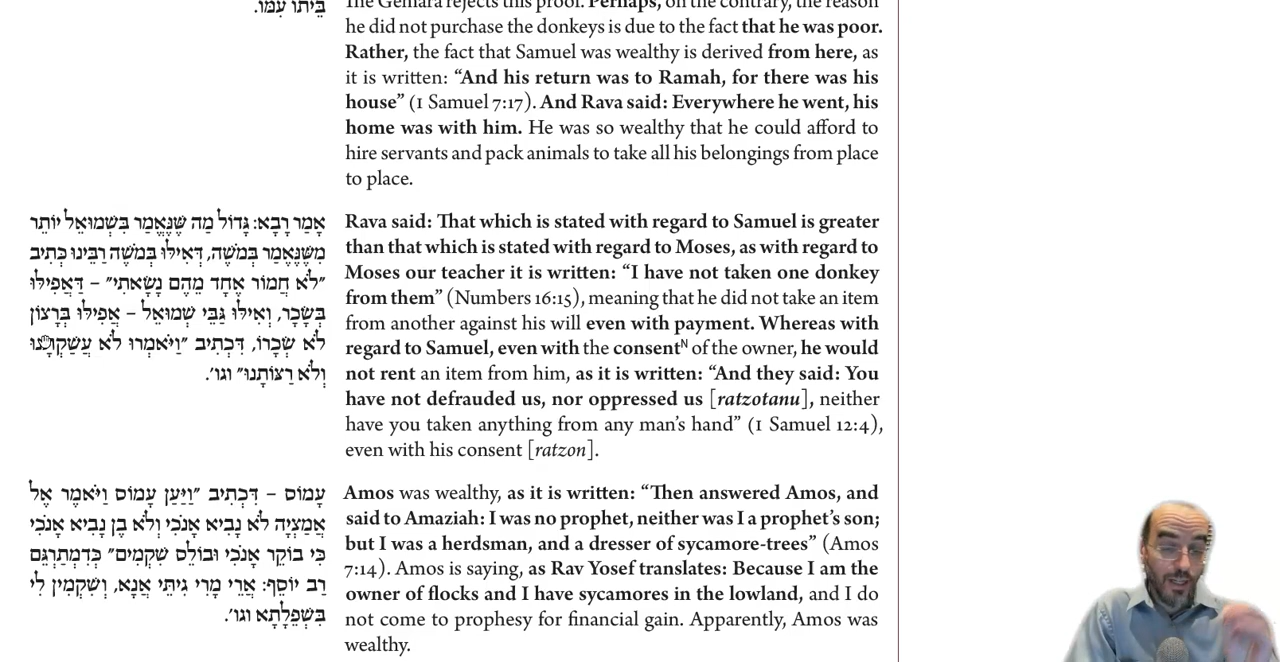 בֵּיתוֹ עִמּוֹ.
The Gemara rejects this proof. Perhaps, on the contrary, the reason
he did not purchase the donkeys is due to the fact that he was poor.
Rather, the fact that Samuel was wealthy is derived from here, as
it is written: “And his return was to Ramah, for there was his
house” (I Samuel 7:17). And Rava said: Everywhere he went, his
home was with him. He was so wealthy that he could afford to
hire servants and pack animals to take all his belongings from place
to place.
אָמַר רָבָא: גָּדוֹל מַה שֶּׁנֶּאֱמַר בִּשְׁמוּאֵל יוֹתֵר
מִשֶּׁנֶּאֱמַר בְּמֹשֶׁה, דְּאִילּוּ בְּמֹשֶׁה רַבֵּינוּ כְּתִיב
״לֹא חֲמוֹר אֶחָד מֵהֶם נָשָׂאתִי״ – דַּאֲפִילּוּ
בְּשָׂכָר, וְאִילּוּ גַּבֵּי שְׁמוּאֵל – אֲפִילּוּ בְּרָצוֹן
לֹא שְׂכָרוֹ, דִּכְתִיב ״וַיֹּאמְרוּ לֹא עֲשַׁקְתָּנוּ
וְלֹא רַצּוֹתָנוּ״ וגו׳.
Rava said: That which is stated with regard to Samuel is greater
than that which is stated with regard to Moses, as with regard to
Moses our teacher it is written: “I have not taken one donkey
from them” (Numbers 16:15), meaning that he did not take an item
from another against his will even with payment. Whereas with
regard to Samuel, even with the consentᴺ of the owner, he would
not rent an item from him, as it is written: “And they said: You
have not defrauded us, nor oppressed us [ratzotanu], neither
have you taken anything from any man’s hand” (I Samuel 12:4),
even with his consent [ratzon].
עָמוֹס – דִּכְתִיב ״וַיַּעַן עָמוֹס וַיֹּאמֶר אֶל
אֲמַצְיָה לֹא נָבִיא אָנֹכִי וְלֹא בֶן נָבִיא אָנֹכִי
כִּי בוֹקֵר אָנֹכִי וּבוֹלֵס שִׁקְמִים״ כְּדִמְתַרְגֵּם
רַב יוֹסֵף: אֲרֵי מָרֵי גִיתֵּי אֲנָא, וְשִׁקְמִין לִי
בִּשְׁפֵלָתָא וגו׳.
Amos was wealthy, as it is written: “Then answered Amos, and
said to Amaziah: I was no prophet, neither was I a prophet’s son;
but I was a herdsman, and a dresser of sycamore-trees” (Amos
7:14). Amos is saying, as Rav Yosef translates: Because I am the
owner of flocks and I have sycamores in the lowland, and I do
not come to prophesy for financial gain. Apparently, Amos was
wealthy.